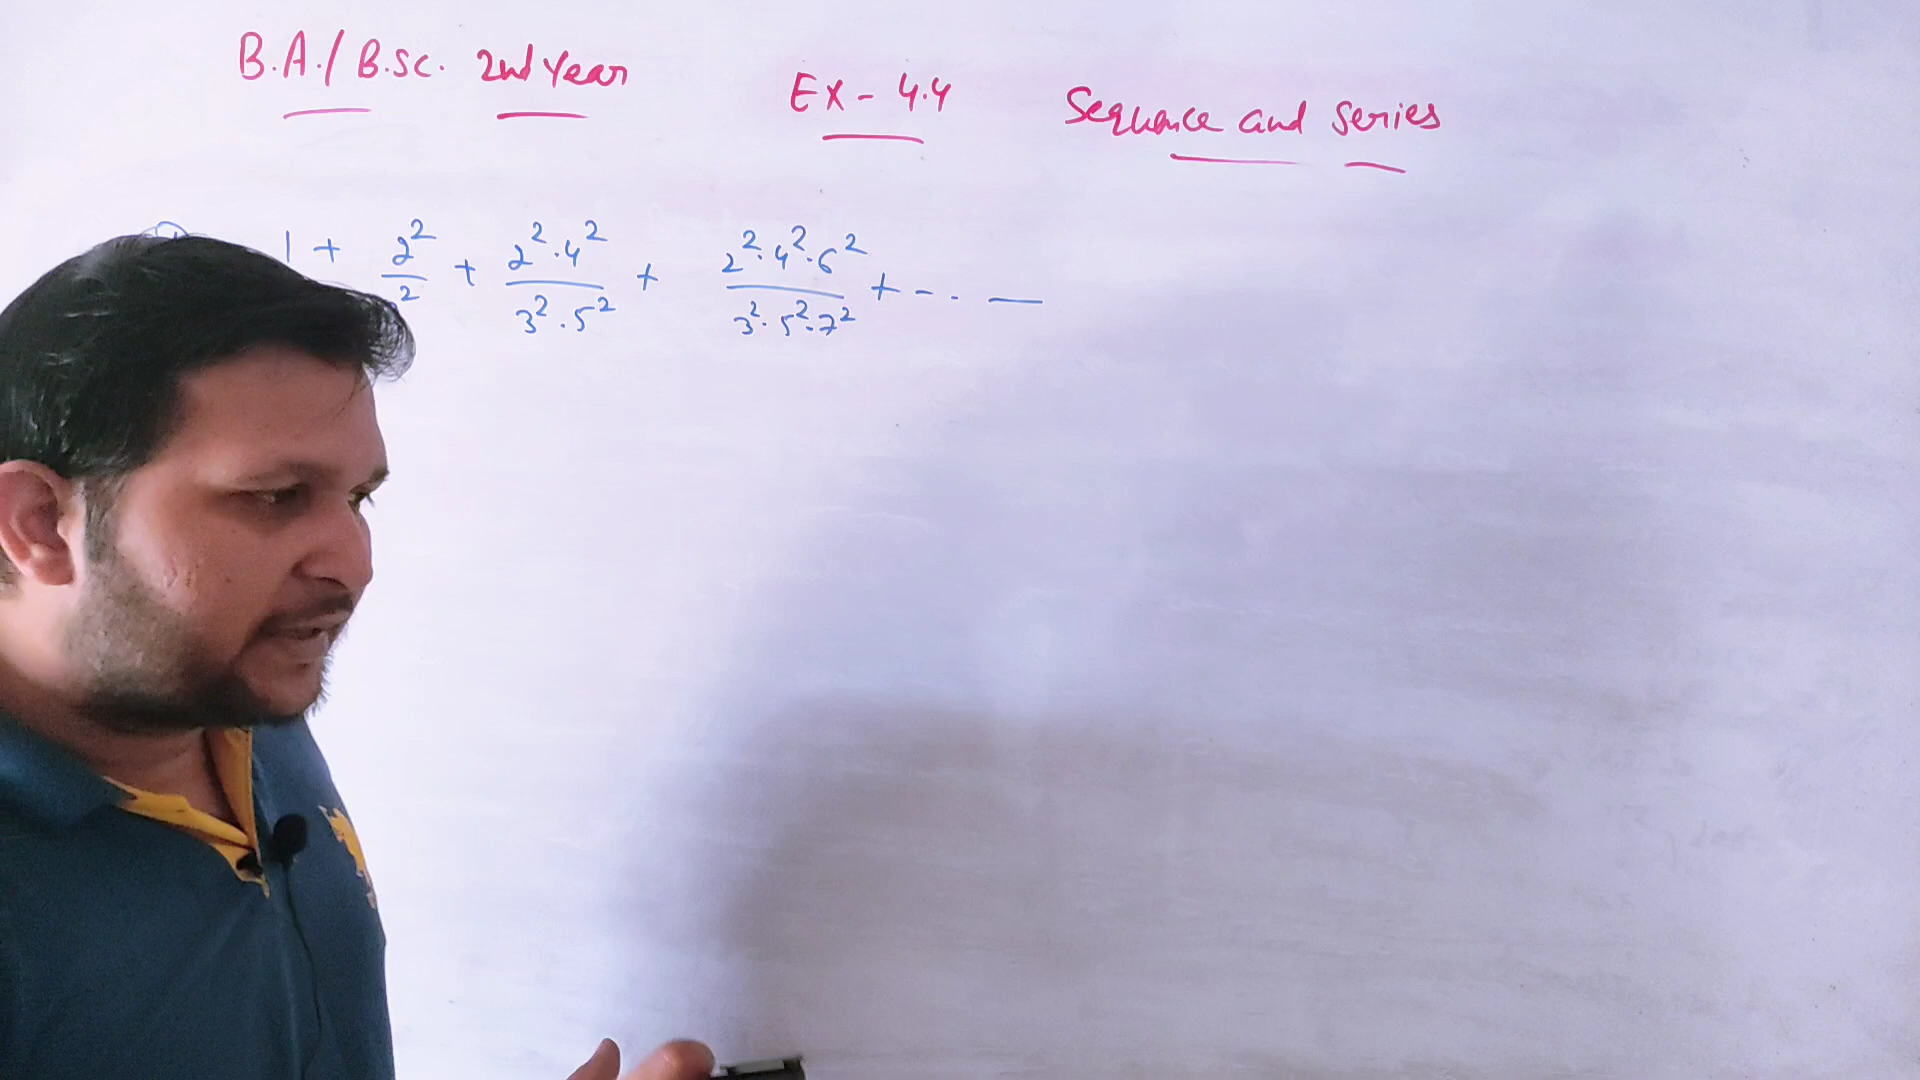 B.A./B.sc. 2nd Year Ex - 4.4 Sequence and series
1 + 2²/² + 2².4²/3².5² + 2².4².6²/3².5².7² + - . . —